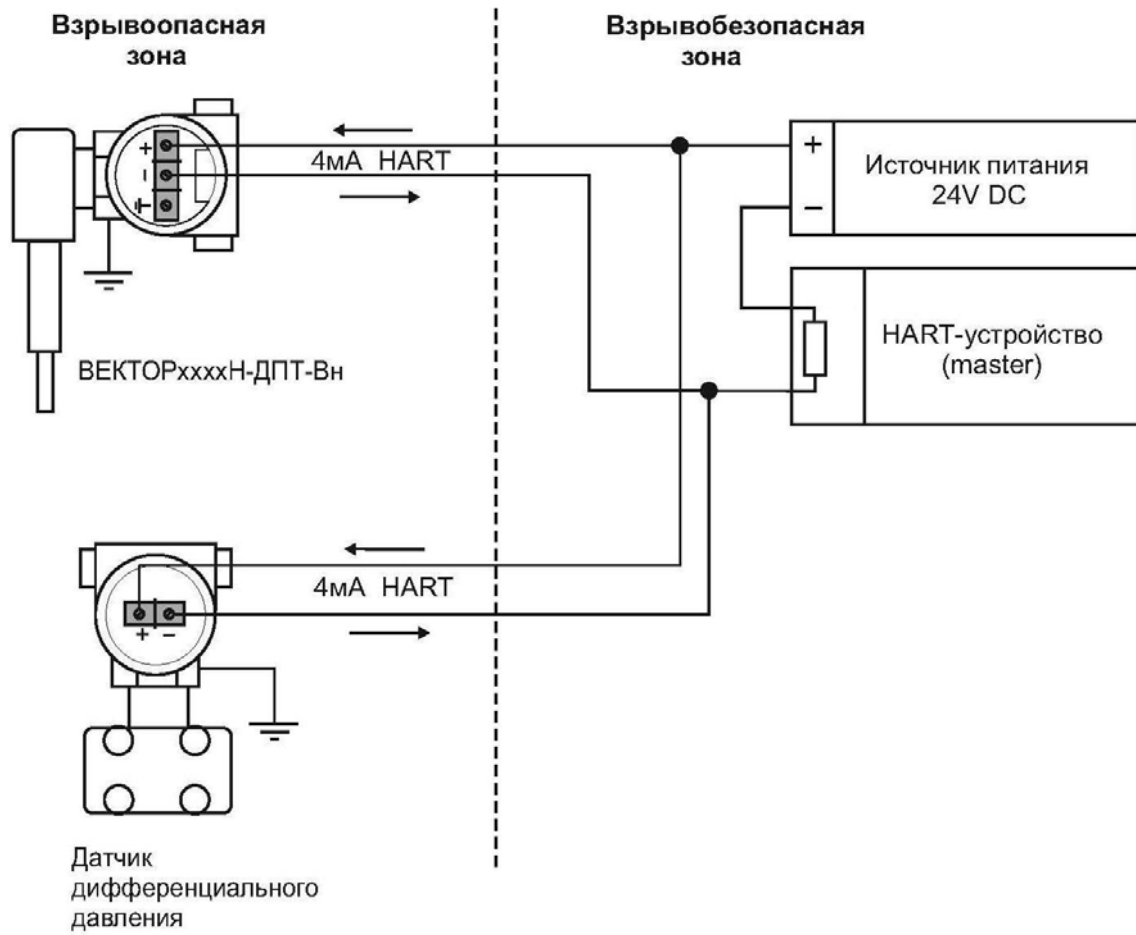 Взрывоопасная
зона
Взрывобезопасная
зона
+
−
4мА HART
+
−
Источник питания
24V DC
HART-устройство
(master)
ВЕКТОРххххН-ДПТ-Вн
4мА HART
+ −
Датчик
дифференциального
давления